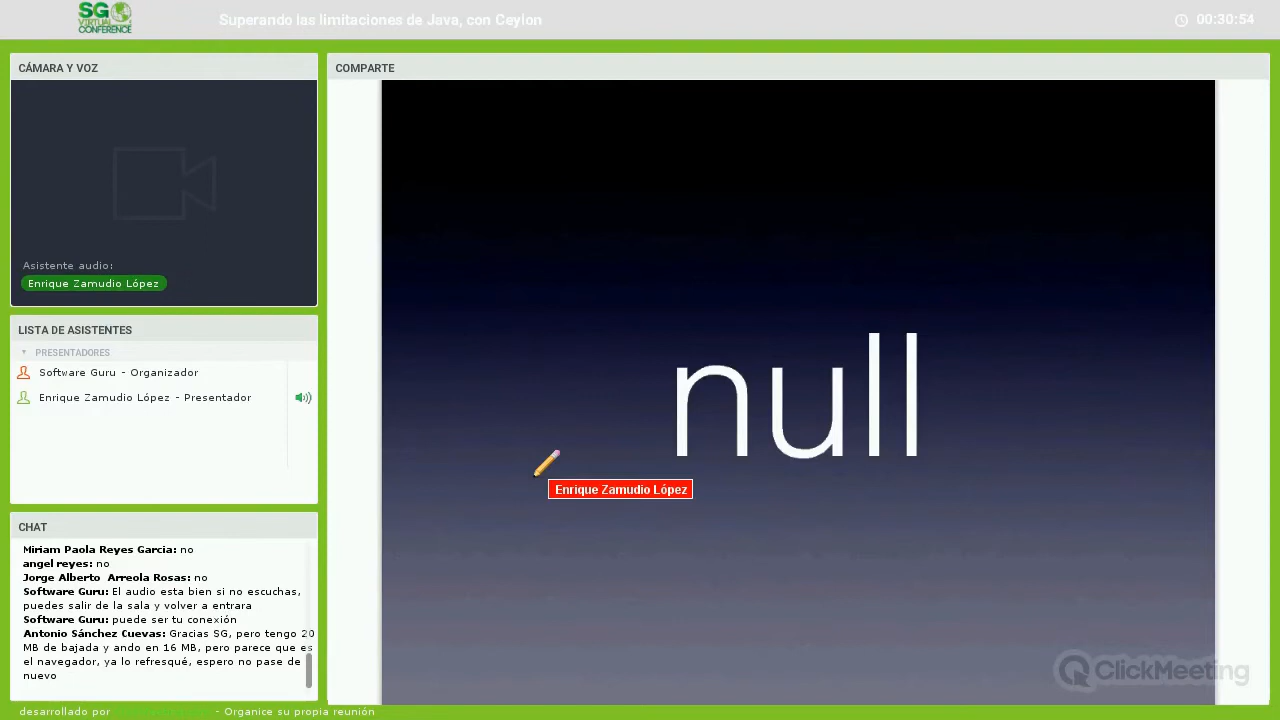 SG
VIRTUAL
CONFERENCE
Superando las limitaciones de Java, con Ceylon
00:30:54
CÁMARA Y VOZ
Asistente audio:
Enrique Zamudio López
LISTA DE ASISTENTES
PRESENTADORES
Software Guru - Organizador
Enrique Zamudio López - Presentador
CHAT
Miriam Paola Reyes Garcia: no
angel reyes: no
Jorge Alberto Arreola Rosas: no
Software Guru: El audio esta bien si no escuchas,
puedes salir de la sala y volver a entrara
Software Guru: puede ser tu conexión
Antonio Sánchez Cuevas: Gracias SG, pero tengo 20
MB de bajada y ando en 16 MB, pero parece que es
el navegador, ya lo refresqué, espero no pase de
nuevo
desarrollado por
- Organice su propia reunión
COMPARTE
null
Enrique Zamudio López
ClickMeeting